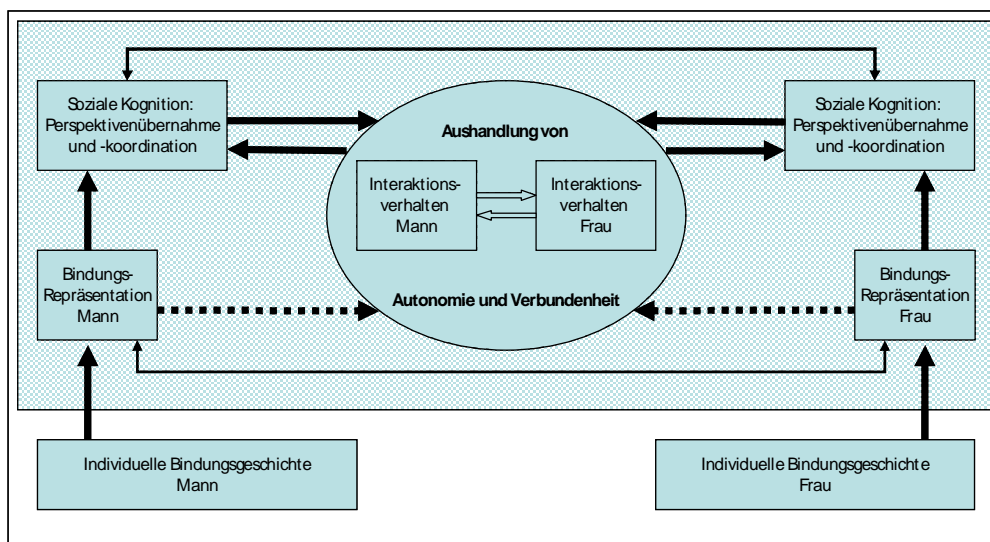 Soziale Kognition:
Perspektivenübernahme
und -koordination
Soziale Kognition:
Perspektivenübernahme
und -koordination
Aushandlung von
Interaktions-
verhalten
Mann
Interaktions-
verhalten
Frau
Autonomie und Verbundenheit
Bindungs-
Repräsentation
Mann
Bindungs-
Repräsentation
Frau
Individuelle Bindungsgeschichte
Mann
Individuelle Bindungsgeschichte
Frau